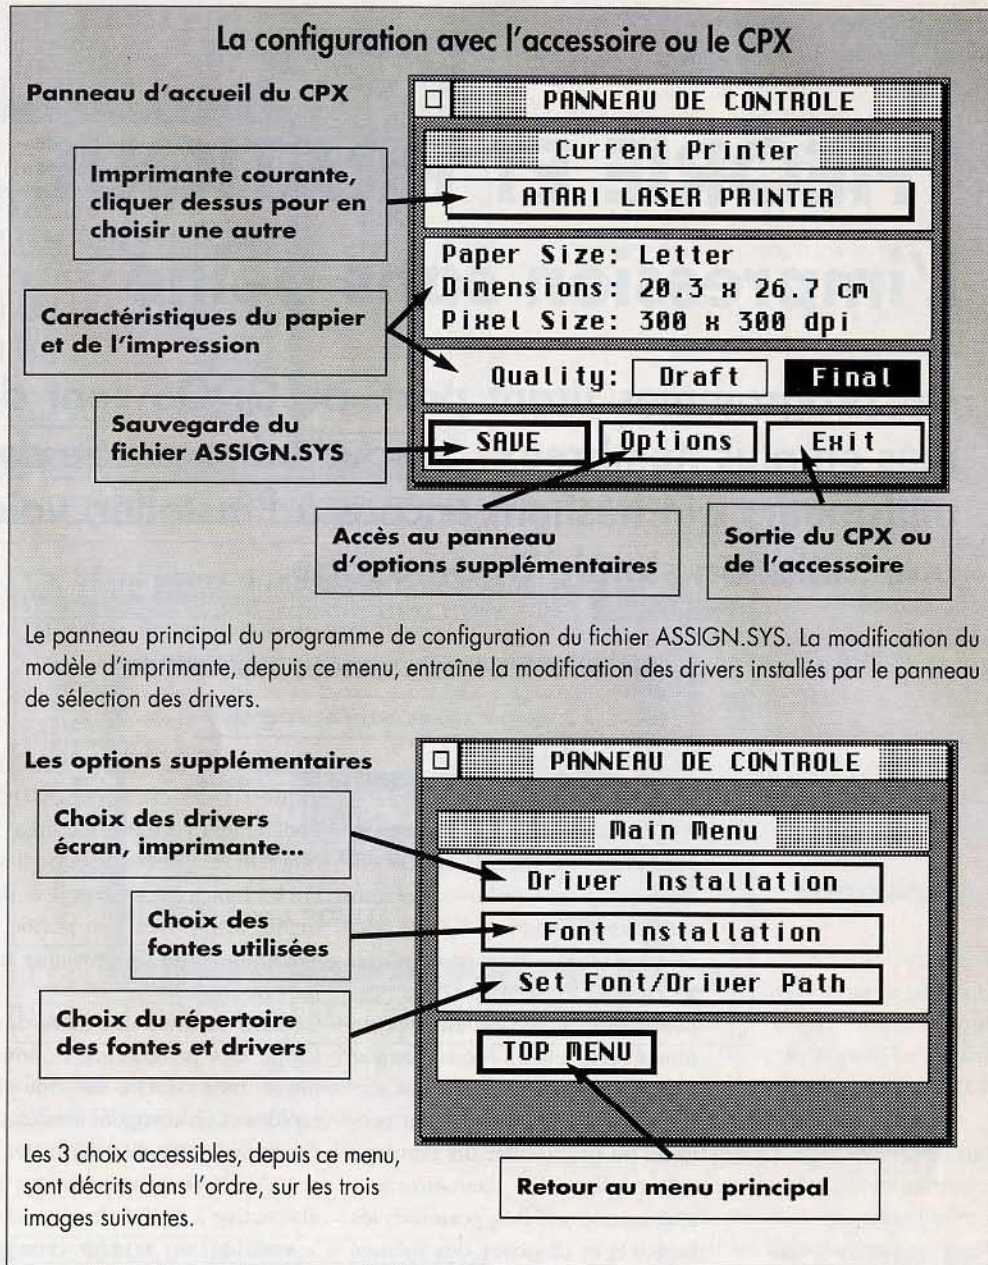 La configuration avec l'accessoire ou le CPX
Panneau d'accueil du CPX
PANNEAU DE CONTROLE
Current Printer
ATARI LASER PRINTER
Imprimante courante,
cliquer dessus pour en
choisir une autre
Paper Size: Letter
Dimensions: 20.3 x 26.7 cm
Pixel Size: 300 x 300 dpi
Caractéristiques du papier
et de l'impression
Quality: Draft Final
Sauvegarde du
fichier ASSIGN.SYS
SAVE Options Exit
Accès au panneau
d'options supplémentaires
Sortie du CPX ou
de l'accessoire
Le panneau principal du programme de configuration du fichier ASSIGN.SYS. La modification du
modèle d'imprimante, depuis ce menu, entraîne la modification des drivers installés par le panneau
de sélection des drivers.
Les options supplémentaires
PANNEAU DE CONTROLE
Main Menu
Choix des drivers
écran, imprimante...
Driver Installation
Choix des
fontes utilisées
Font Installation
Choix du répertoire
des fontes et drivers
Set Font/Driver Path
TOP MENU
Les 3 choix accessibles, depuis ce menu,
sont décrits dans l'ordre, sur les trois
images suivantes.
Retour au menu principal